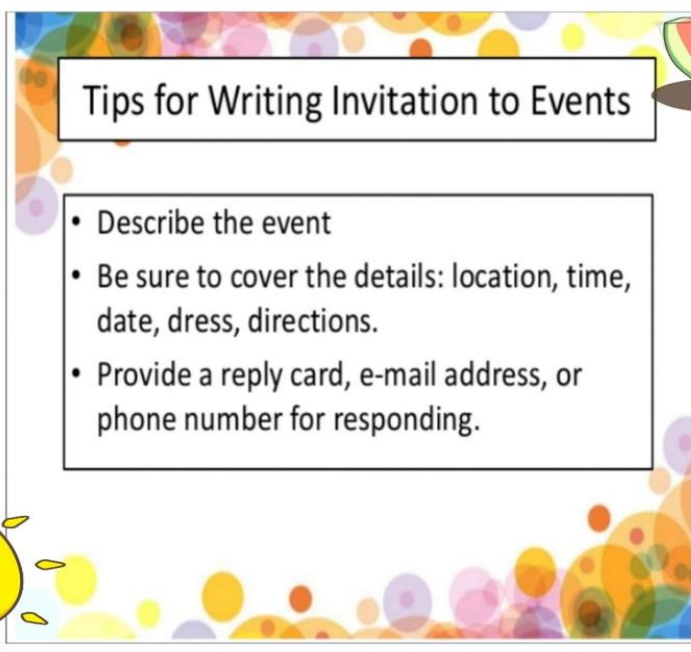 Tips for Writing Invitation to Events
• Describe the event
• Be sure to cover the details: location, time,
date, dress, directions.
• Provide a reply card, e-mail address, or
phone number for responding.